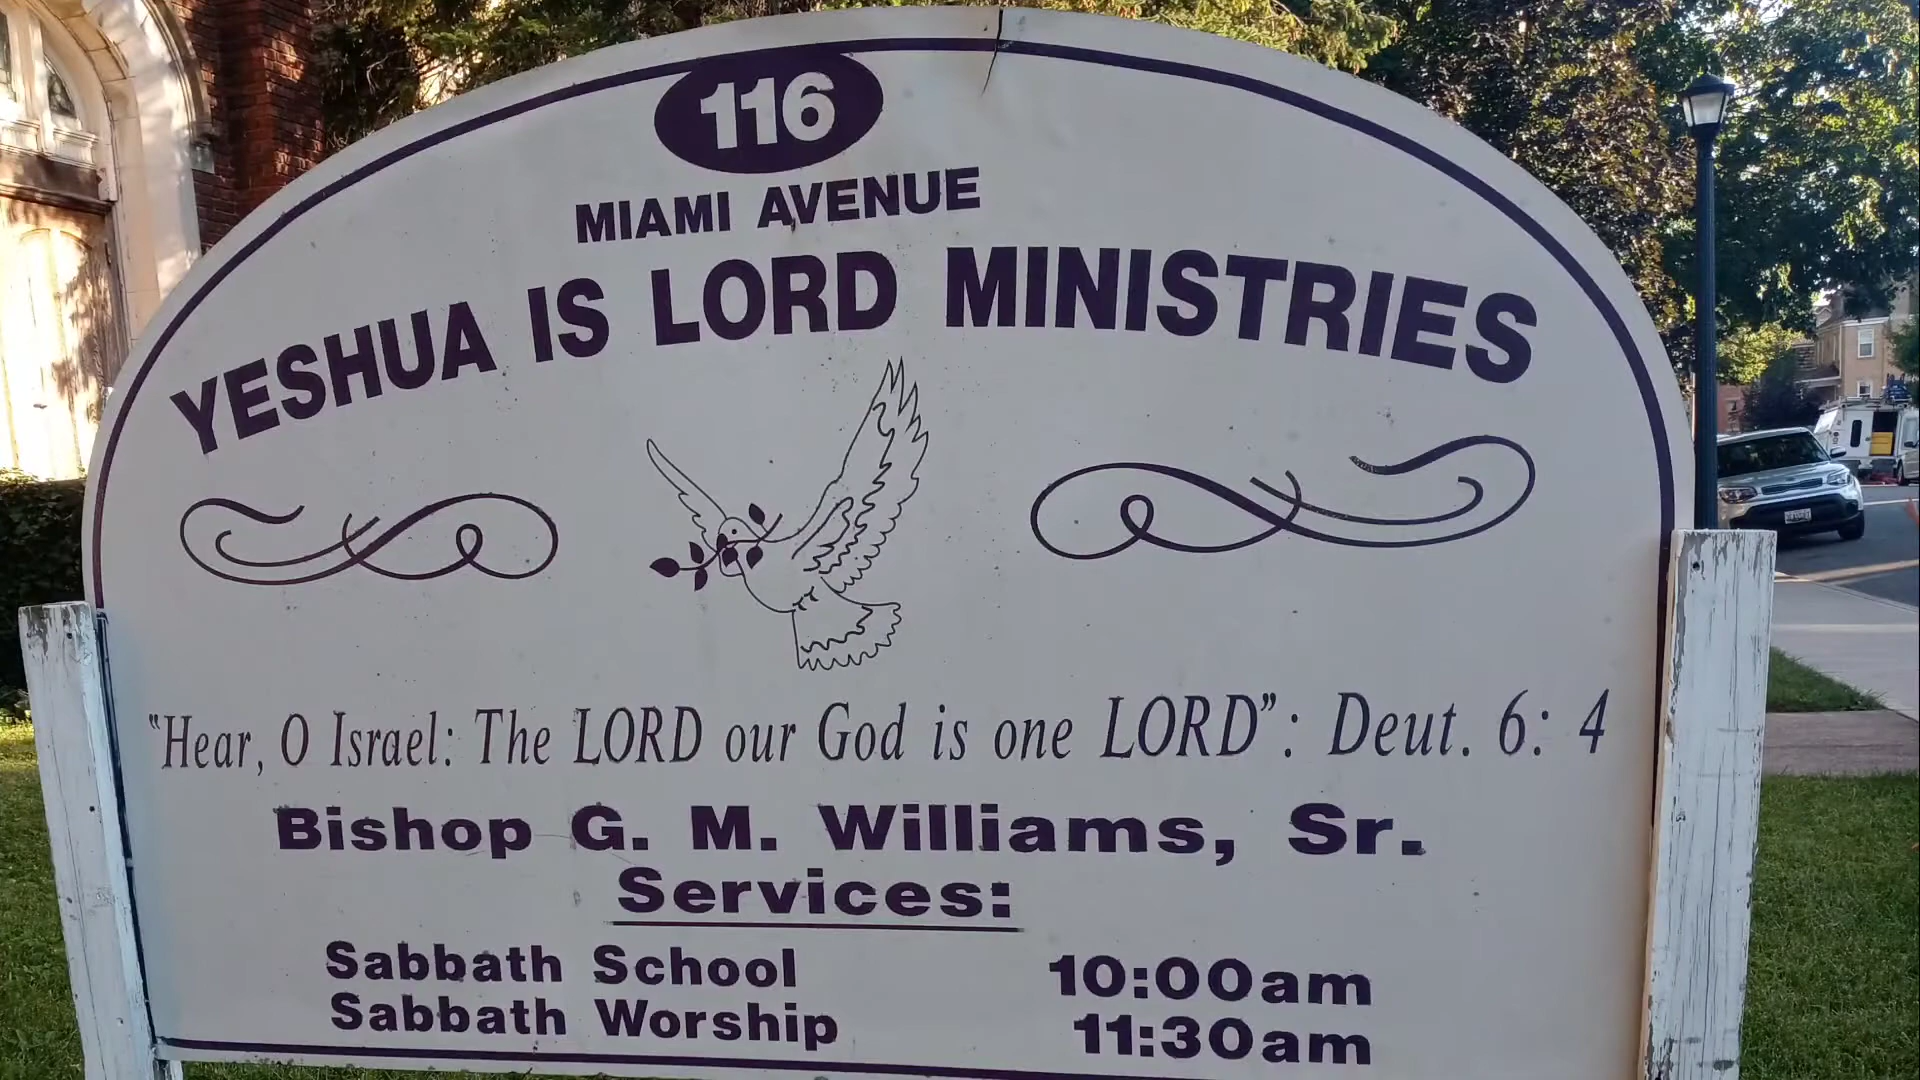 116
MIAMI AVENUE
YESHUA IS LORD MINISTRIES
"Hear, O Israel: The LORD our God is one LORD": Deut. 6: 4
Bishop G. M. Williams, Sr.
Services:
Sabbath School 10:00am
Sabbath Worship 11:30am